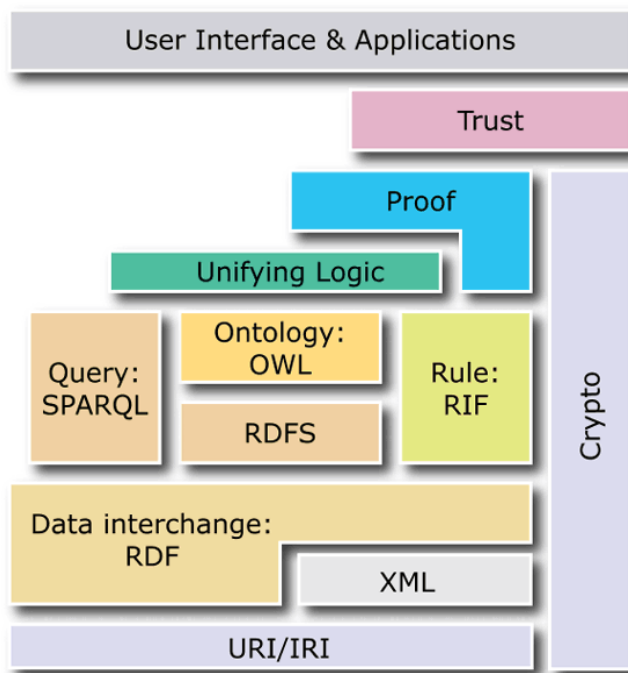 User Interface & Applications
Trust
Proof
Unifying Logic
Query:
SPARQL
Ontology:
OWL
RDFS
Rule:
RIF
Crypto
Data interchange:
RDF
XML
URI/IRI